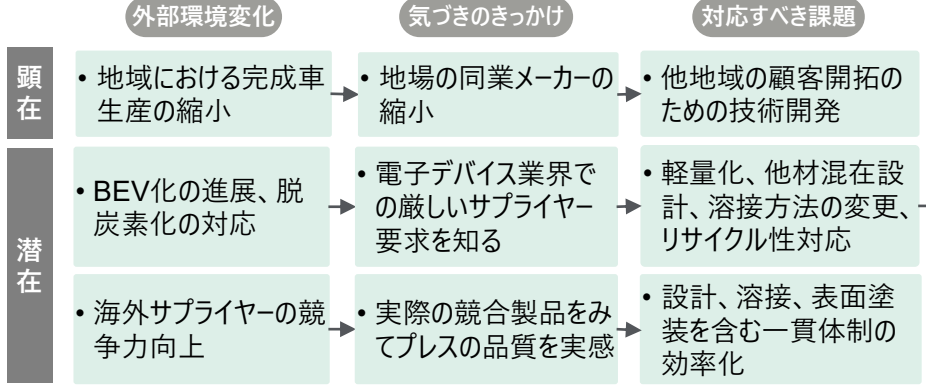 外部環境変化
気づきのきっかけ
対応すべき課題
顕在
• 地域における完成車
生産の縮小
• 地場の同業メーカーの
縮小
• 他地域の顧客開拓の
ための技術開発
潜在
• BEV化の進展、脱
炭素化の対応
• 電子デバイス業界で
の厳しいサプライヤー
要求を知る
• 軽量化、他材混在設
計、溶接方法の変更、
リサイクル性対応
• 海外サプライヤーの競
争力向上
• 実際の競合製品をみ
てプレスの品質を実感
• 設計、溶接、表面塗
装を含む一貫体制の
効率化